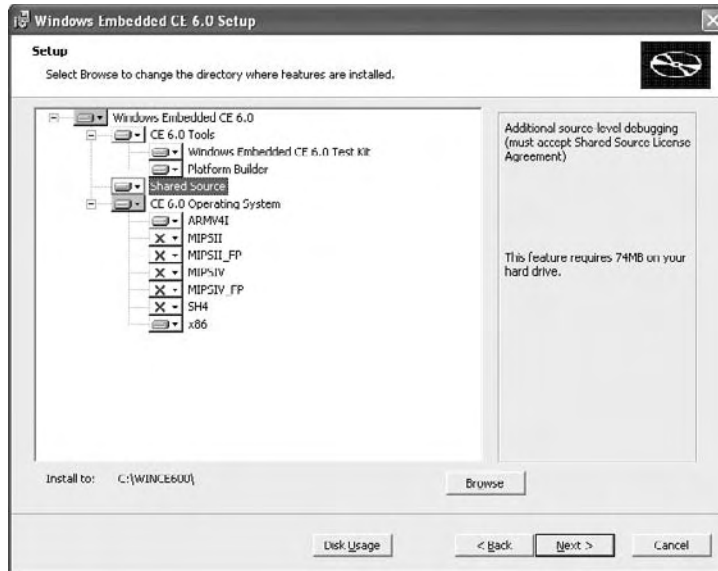 Windows Embedded CE 6.0 Setup
Setup
Select Browse to change the directory where features are installed.
Windows Embedded CE 6.0
CE 6.0 Tools
Windows Embedded CE 6.0 Test Kit
Platform Builder
Shared Source
CE 6.0 Operating System
ARMV4I
MIPSII
MIPSII_FP
MIPSIV
MIPSIV_FP
SH4
x86
Additional source-level debugging
(must accept Shared Source License
Agreement)
This feature requires 74MB on your
hard drive.
Install to: C:\WINCE600\
Browse
Disk Usage
< Back
Next >
Cancel